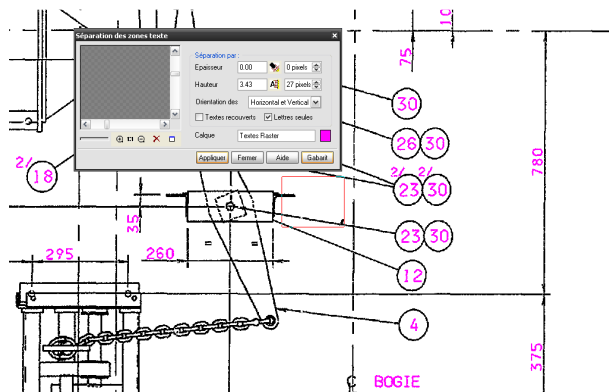 Séparation des zones texte
Séparation par :
Epaisseur 0.00 0 pixels
Hauteur 3.43 27 pixels
Orientation des Horizontal et Vertical
Textes recouverts Lettres seules
Calque Textes Raster
Appliquer Fermer Aide Gabarit
10
75
30
26 30
2/
18
2/ 2/
23 30
780
35
23 30
295
260
12
4
375
BOGIE